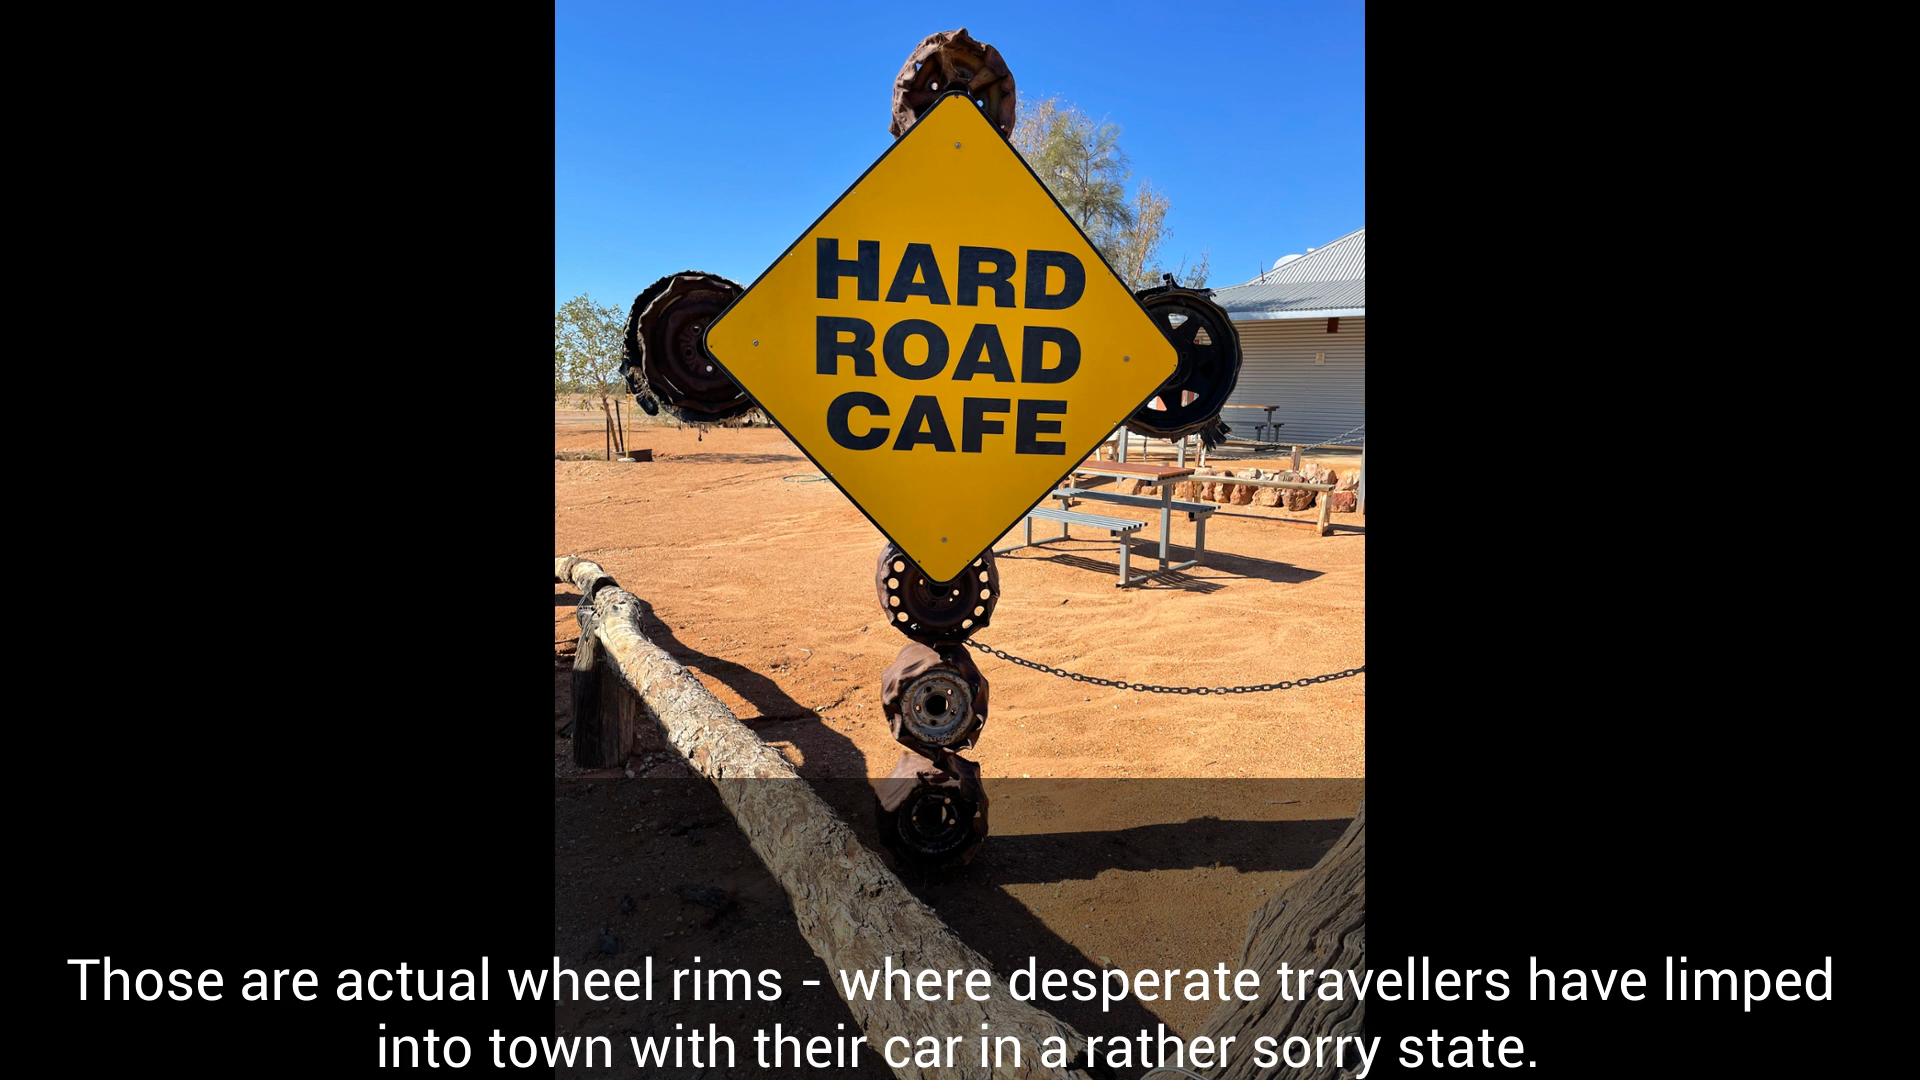 HARD
ROAD
CAFE
Those are actual wheel rims - where desperate travellers have limped
into town with their car in a rather sorry state.